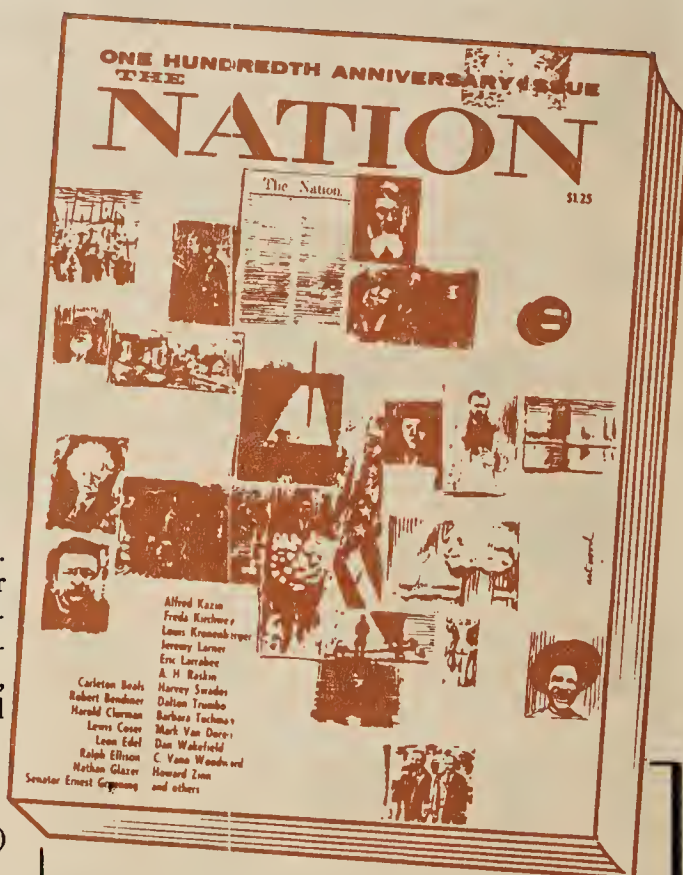 ONE HUNDREDTH ANNIVERSARY ISSUE
THE
NATION
$1.25
The Nation.
Alfred Kazin
Freda Kirchwey
Louis Kronenberger
Jeremy Larner
Eric Larrabee
A. H. Raskin
Carleton Beals Harvey Swados
Robert Bendiner Dalton Trumbo
Harold Clurman Barbara Tuchman
Lewis Coser Mark Van Doren
Leon Edel Dan Wakefield
Ralph Ellison C. Vann Woodward
Nathan Glazer Howard Zinn
Senator Ernest Gruening and others